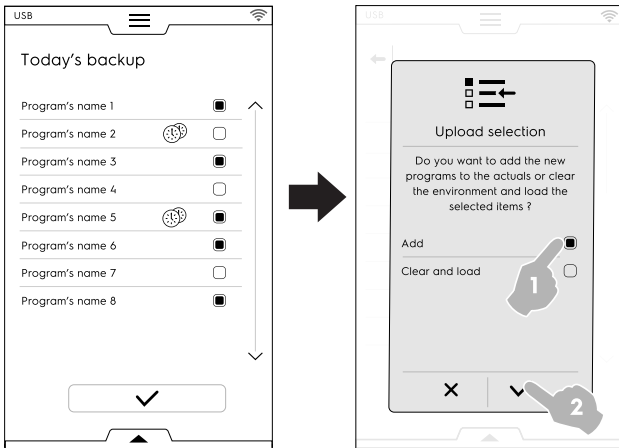 USB
Today's backup
Program's name 1
Program's name 2
Program's name 3
Program's name 4
Program's name 5
Program's name 6
Program's name 7
Program's name 8
USB
Upload selection
Do you want to add the new
programs to the actuals or clear
the environment and load the
selected items ?
Add
Clear and load
1
2